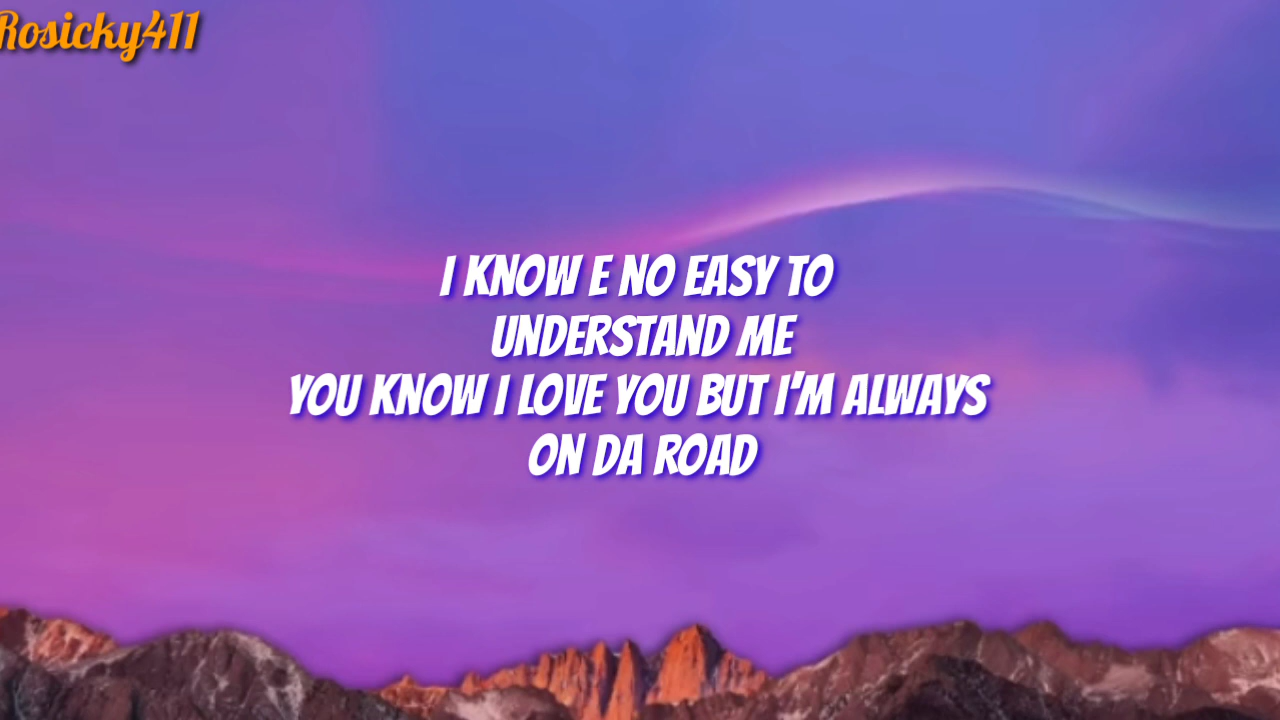 Rosicky411
I KNOW E NO EASY TO
UNDERSTAND ME
YOU KNOW I LOVE YOU BUT I'M ALWAYS
ON DA ROAD